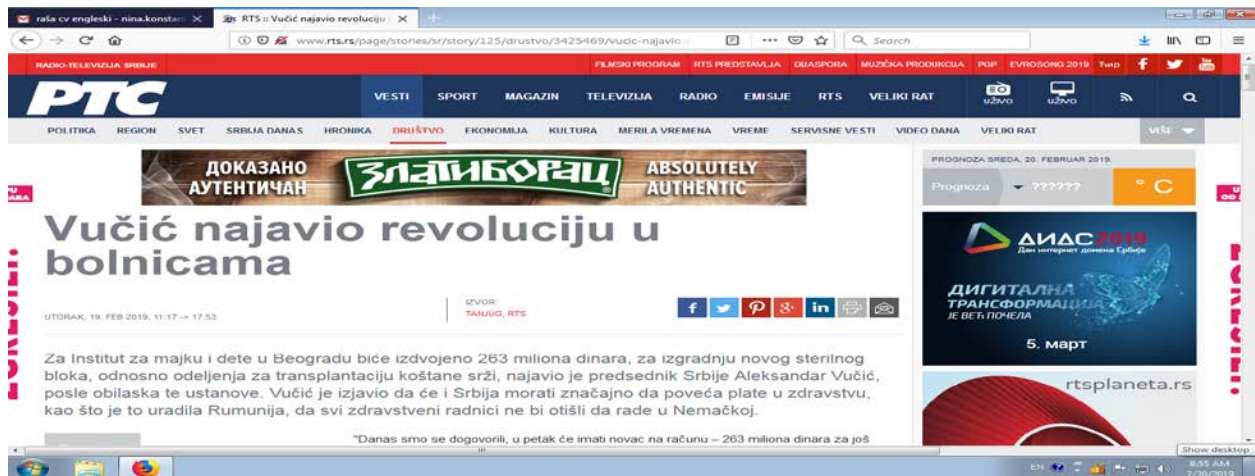 raša cv engleski - nina.konstan
RTS :: Vučić najavio revoluciju
www.rts.rs/page/stories/sr/story/125/drustvo/3425469/vucic-najavio
Search
RADIO-TELEVIZIJA SRBIJE
FILMSKI PROGRAM RTS PREDSTAVLJA DIJASPORA MUZIČKA PRODUKCIJA PGP EVROSONG 2019 Ћир
РТС
VESTI SPORT MAGAZIN TELEVIZIJA RADIO EMISIJE RTS VELIKI RAT uživo uživo
POLITIKA REGION SVET SRBIJA DANAS HRONIKA DRUŠTVO EKONOMIJA KULTURA MERILA VREMENA VREME SERVISNE VESTI VIDEO DANA VELIKI RAT VIŠE
ДОКАЗАНО
АУТЕНТИЧАН
ЗЛАТИБОРАЦ
ABSOLUTELY
AUTHENTIC
PROGNOZA SREDA, 20. FEBRUAR 2019.
Prognoza ?????? ° C
Vučić najavio revoluciju u
bolnicama
UTORAK, 19. FEB 2019, 11:17 -> 17:53
IZVOR:
TANJUG, RTS
Za Institut za majku i dete u Beogradu biće izdvojeno 263 miliona dinara, za izgradnju novog sterilnog
bloka, odnosno odeljenja za transplantaciju koštane srži, najavio je predsednik Srbije Aleksandar Vučić,
posle obilaska te ustanove. Vučić je izjavio da će i Srbija morati značajno da poveća plate u zdravstvu,
kao što je to uradila Rumunija, da svi zdravstveni radnici ne bi otišli da rade u Nemačkoj.
"Danas smo se dogovorili, u petak će imati novac na računu – 263 miliona dinara za još
ДИДС 2019
Дан интернет домена Србије
ДИГИТАЛНА
ТРАНСФОРМАЦИЈА
ЈЕ ВЕЋ ПОЧЕЛА
5. март
rtsplaneta.rs
Show desktop
EN
8:55 AM
2/20/2019